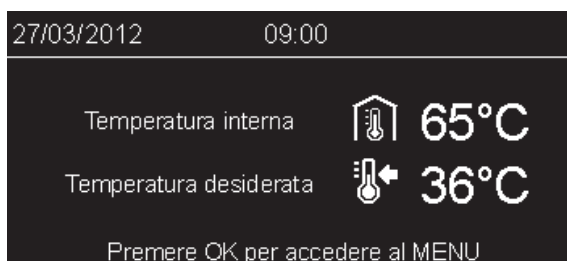 27/03/2012 09:00
Temperatura interna 65°C
Temperatura desiderata 36°C
Premere OK per accedere al MENU